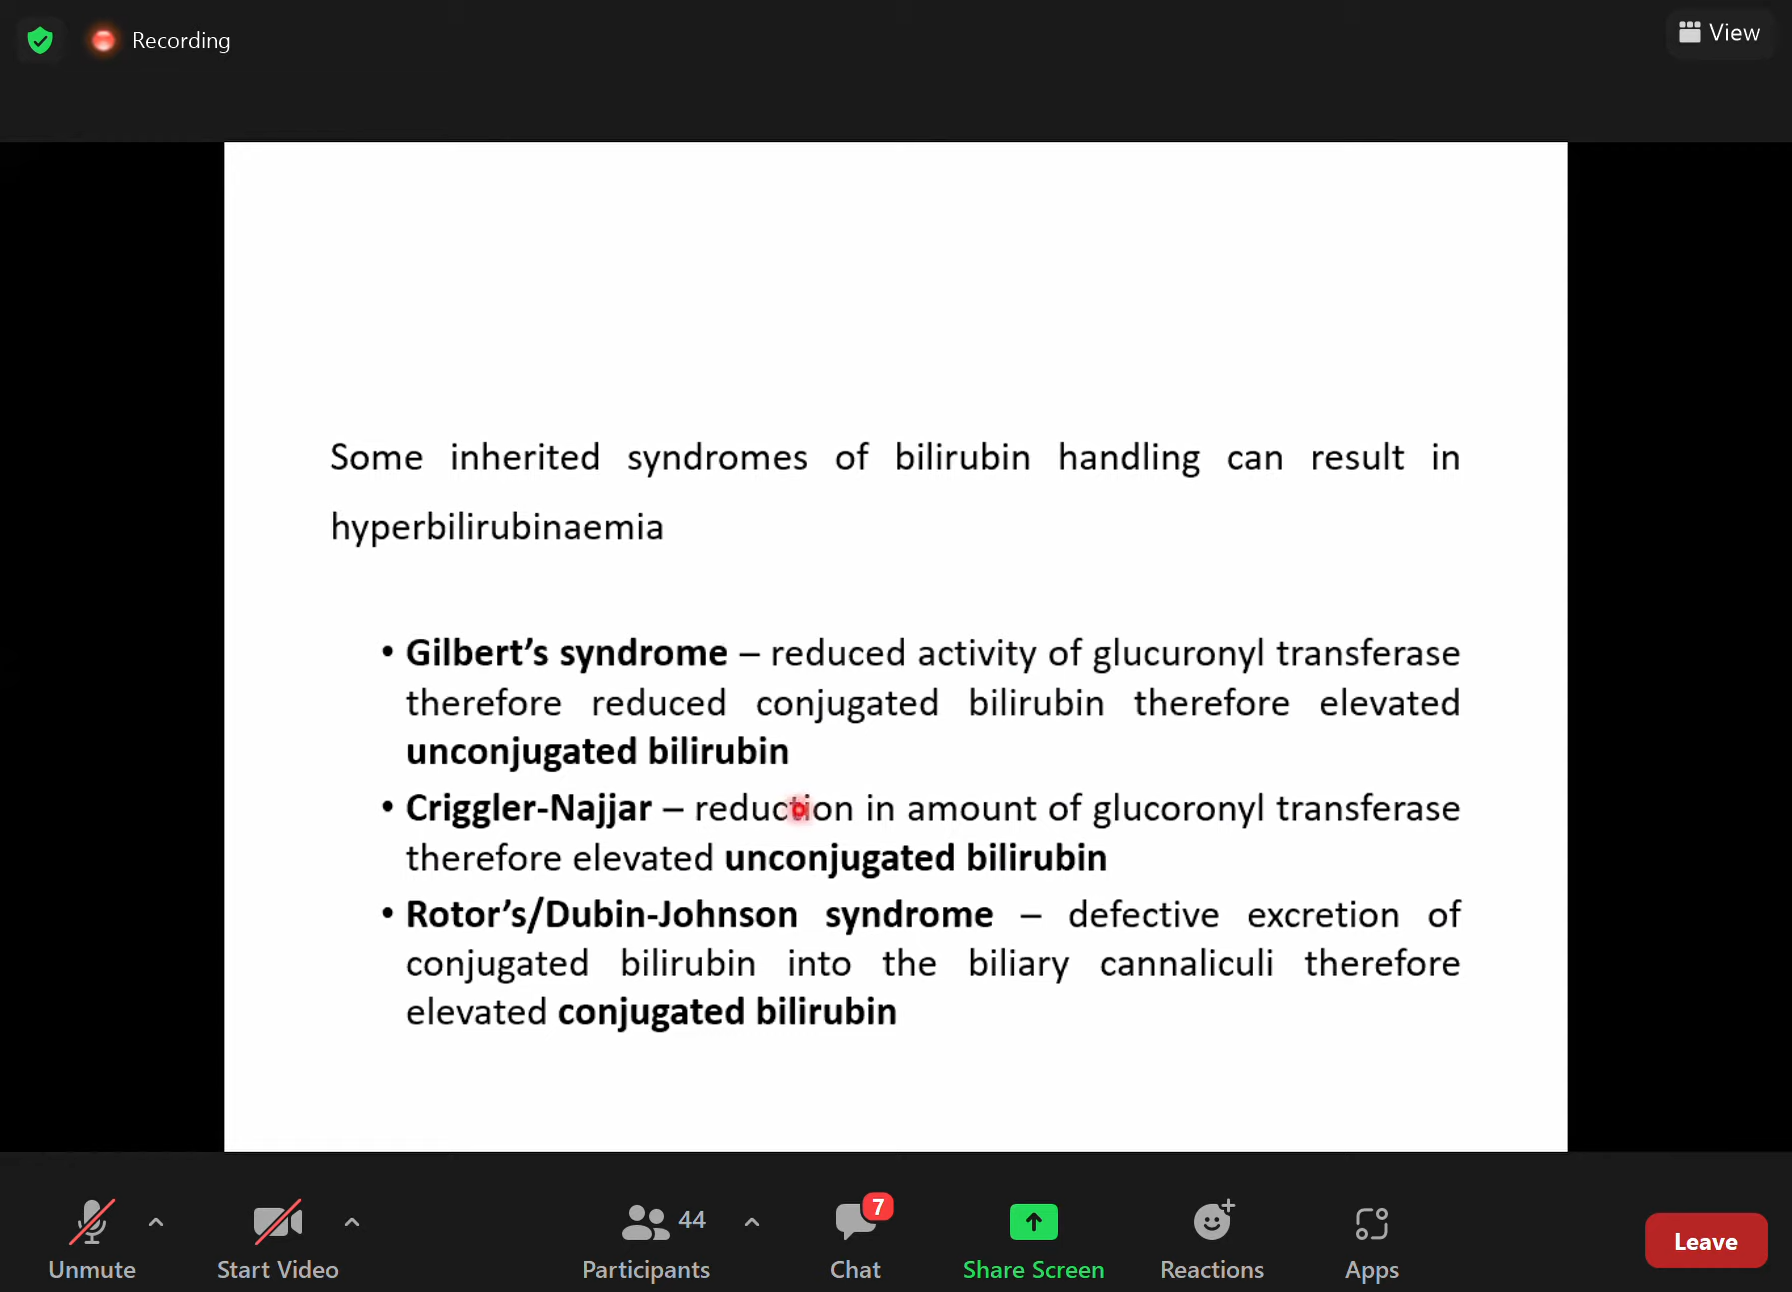 Recording
View
Some inherited syndromes of bilirubin handling can result in
hyperbilirubinaemia
• Gilbert’s syndrome – reduced activity of glucuronyl transferase
therefore reduced conjugated bilirubin therefore elevated
unconjugated bilirubin
• Criggler-Najjar – reduction in amount of glucoronyl transferase
therefore elevated unconjugated bilirubin
• Rotor’s/Dubin-Johnson syndrome – defective excretion of
conjugated bilirubin into the biliary cannaliculi therefore
elevated conjugated bilirubin
44
7
Unmute
Start Video
Participants
Chat
Share Screen
Reactions
Apps
Leave